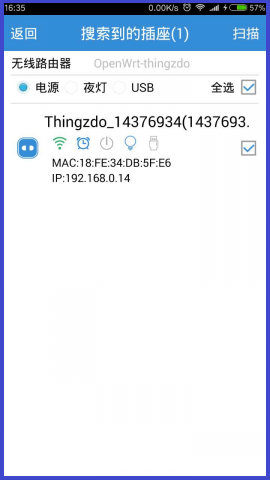 16:35 0.00K/s 57%
返回 搜索到的插座(1) 扫描
无线路由器 OpenWrt-thingzdo
电源 夜灯 USB 全选
Thingzdo_14376934(1437693.
MAC:18:FE:34:DB:5F:E6
IP:192.168.0.14